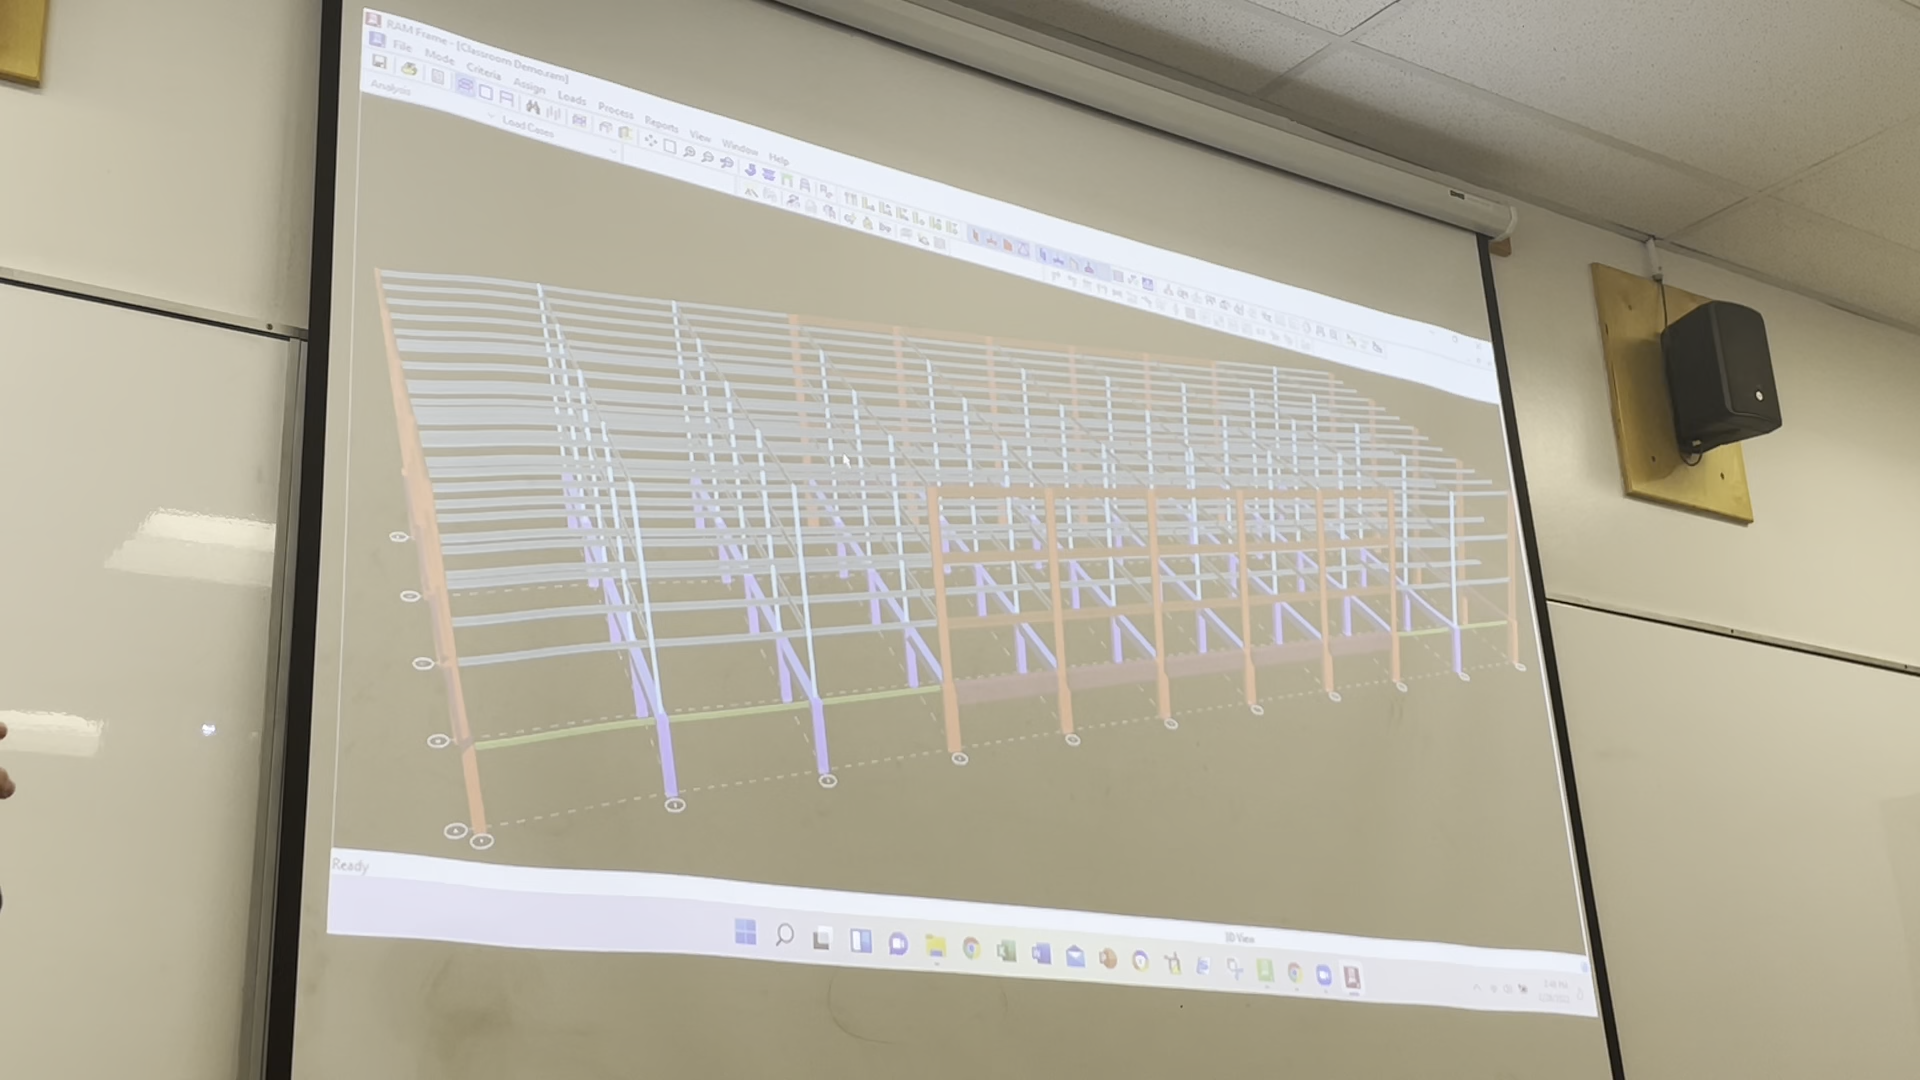 RAM Frame - [Classroom Demo.ram]
File Mode Criteria Assign Loads Process Reports View Window Help
Analysis
Load Cases
Ready
3D View